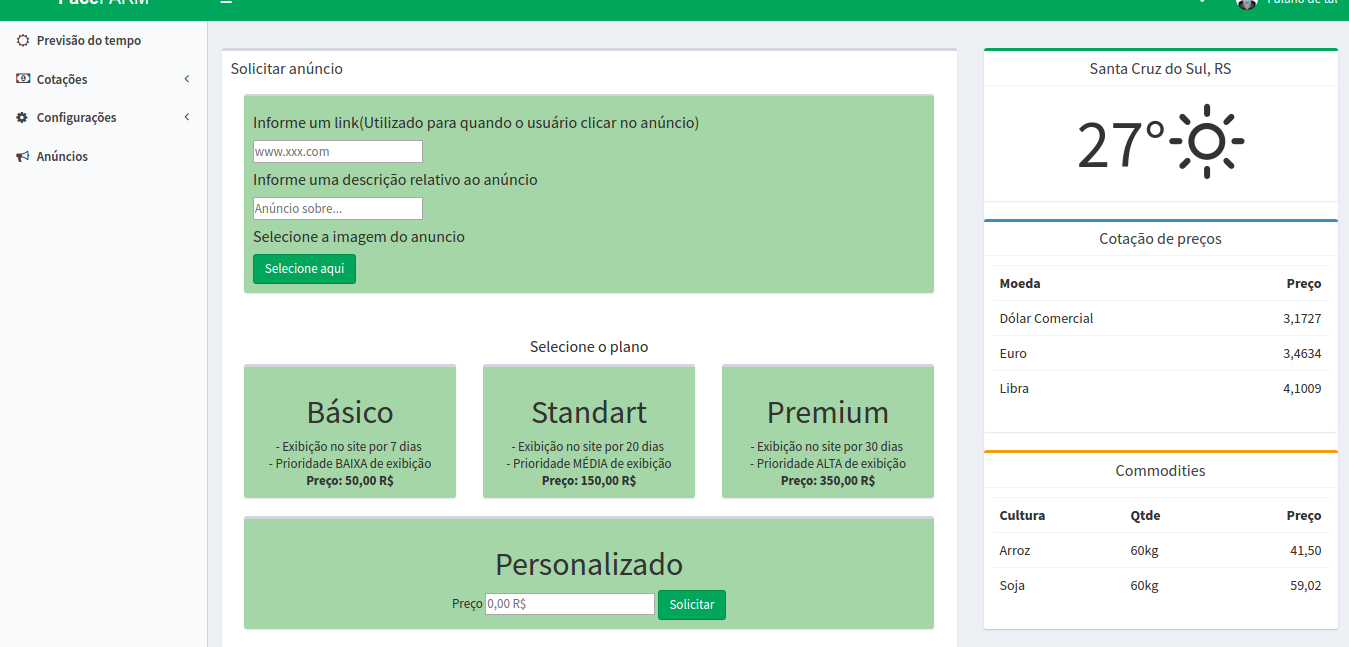 FaceFARM
Fulano de tal
Previsão do tempo
Cotações
Configurações
Anúncios
Solicitar anúncio
Informe um link(Utilizado para quando o usuário clicar no anúncio)
www.xxx.com
Informe uma descrição relativo ao anúncio
Anúncio sobre...
Selecione a imagem do anuncio
Selecione aqui
Selecione o plano
Básico
- Exibição no site por 7 dias
- Prioridade BAIXA de exibição
Preço: 50,00 R$
Standart
- Exibição no site por 20 dias
- Prioridade MÉDIA de exibição
Preço: 150,00 R$
Premium
- Exibição no site por 30 dias
- Prioridade ALTA de exibição
Preço: 350,00 R$
Personalizado
Preço 0,00 R$ Solicitar
Santa Cruz do Sul, RS
27°
Cotação de preços
Moeda Preço
Dólar Comercial 3,1727
Euro 3,4634
Libra 4,1009
Commodities
Cultura Qtde Preço
Arroz 60kg 41,50
Soja 60kg 59,02